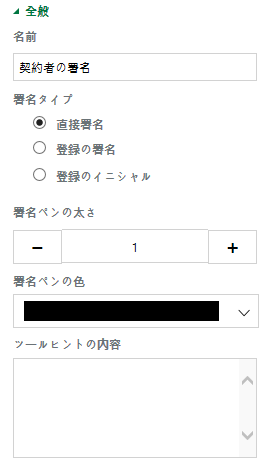 全般
名前
契約者の署名
署名タイプ
直接署名
登録の署名
登録のイニシャル
署名ペンの太さ
− 1 +
署名ペンの色
ツールヒントの内容